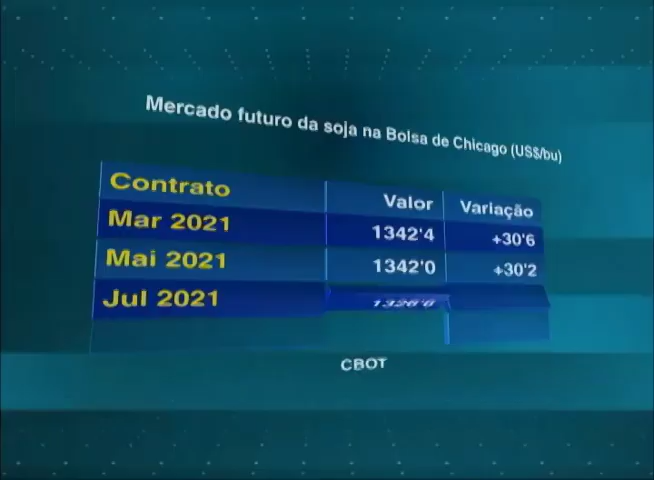 Mercado futuro da soja na Bolsa de Chicago (US$/bu)
Contrato Valor Variação
Mar 2021 1342'4 +30'6
Mai 2021 1342'0 +30'2
Jul 2021
CBOT